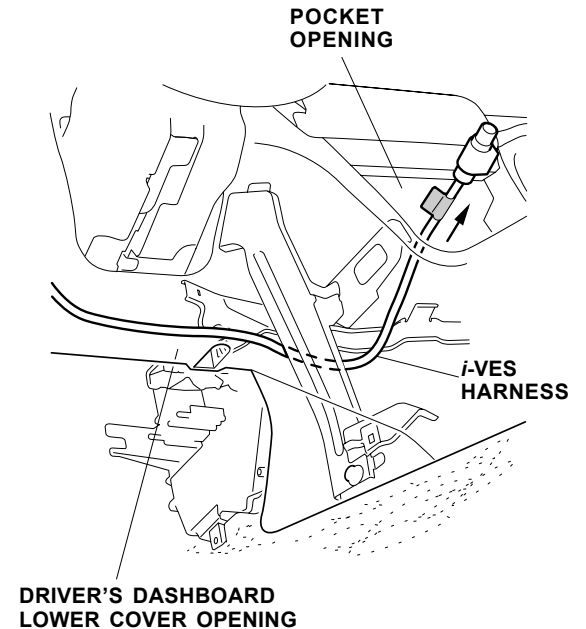 POCKET
OPENING
i-VES
HARNESS
DRIVER'S DASHBOARD
LOWER COVER OPENING